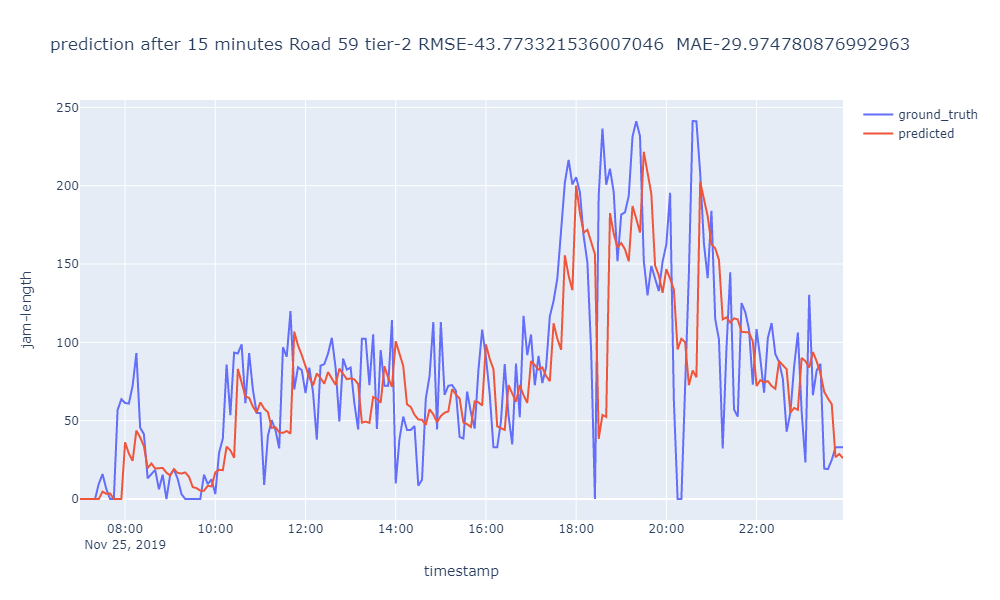 prediction after 15 minutes Road 59 tier-2 RMSE-43.773321536007046  MAE-29.974780876992963
ground_truth
predicted
250
200
150
100
50
0
jam-length
08:00 10:00 12:00 14:00 16:00 18:00 20:00 22:00
Nov 25, 2019
timestamp